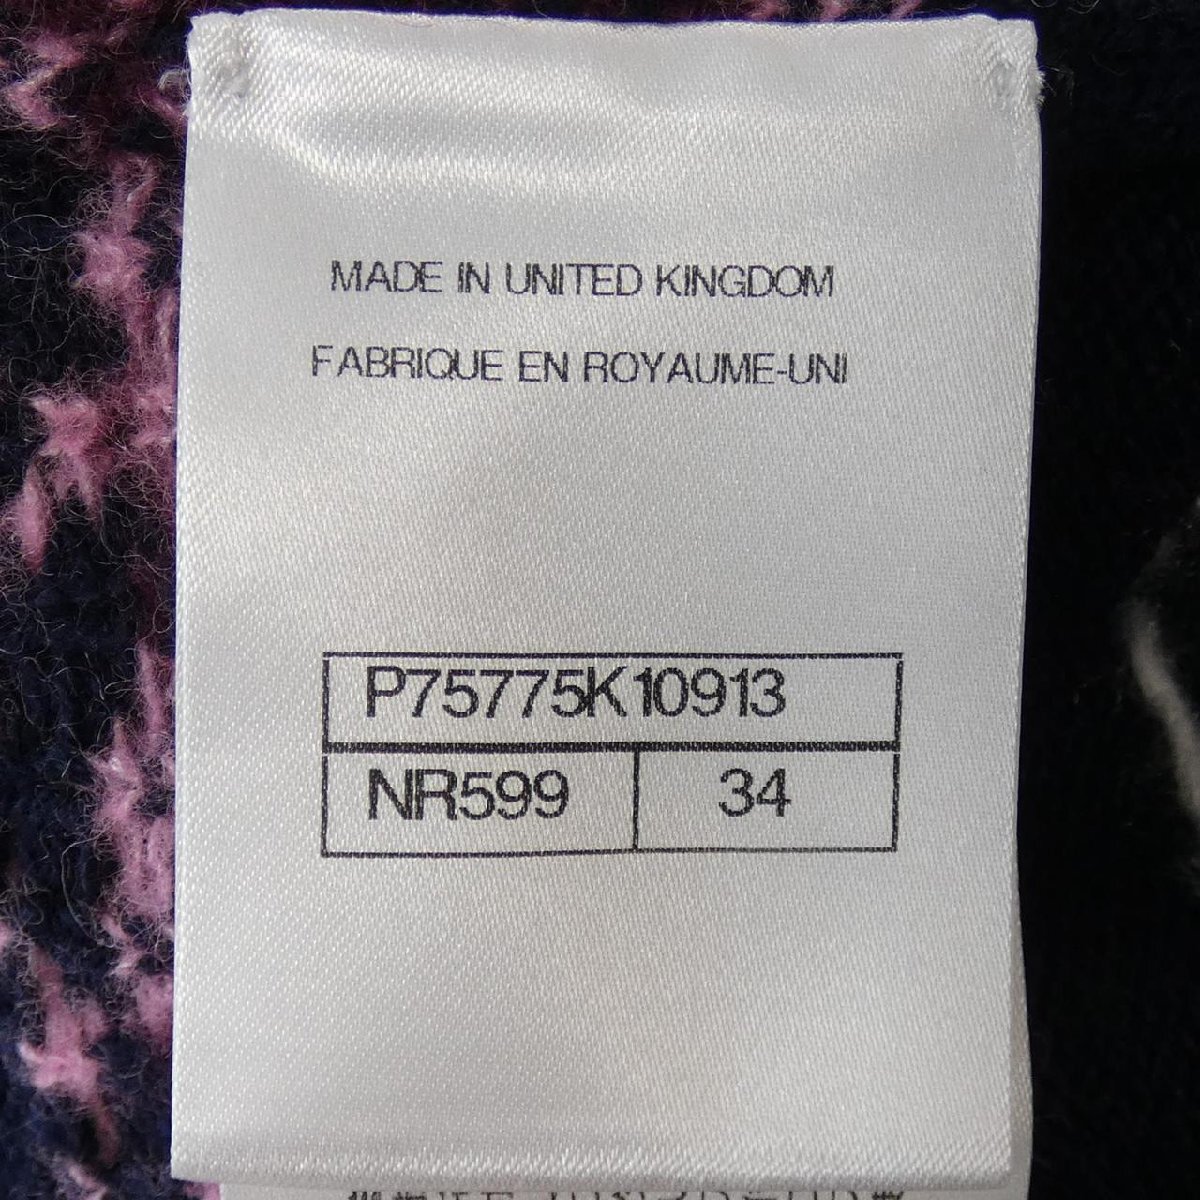 MADE IN UNITED KINGDOM
FABRIQUE EN ROYAUME-UNI
P75775K10913
NR599 34